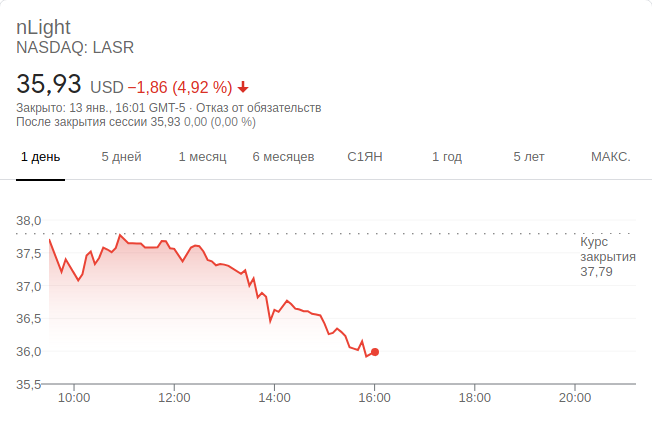 nLight
NASDAQ: LASR
35,93 USD −1,86 (4,92 %)
Закрыто: 13 янв., 16:01 GMT-5 · Отказ от обязательств
После закрытия сессии 35,93 0,00 (0,00 %)
1 день 5 дней 1 месяц 6 месяцев С1ЯН 1 год 5 лет МАКС.
38,0
37,5
37,0
36,5
36,0
35,5
Курс
закрытия
37,79
10:00 12:00 14:00 16:00 18:00 20:00